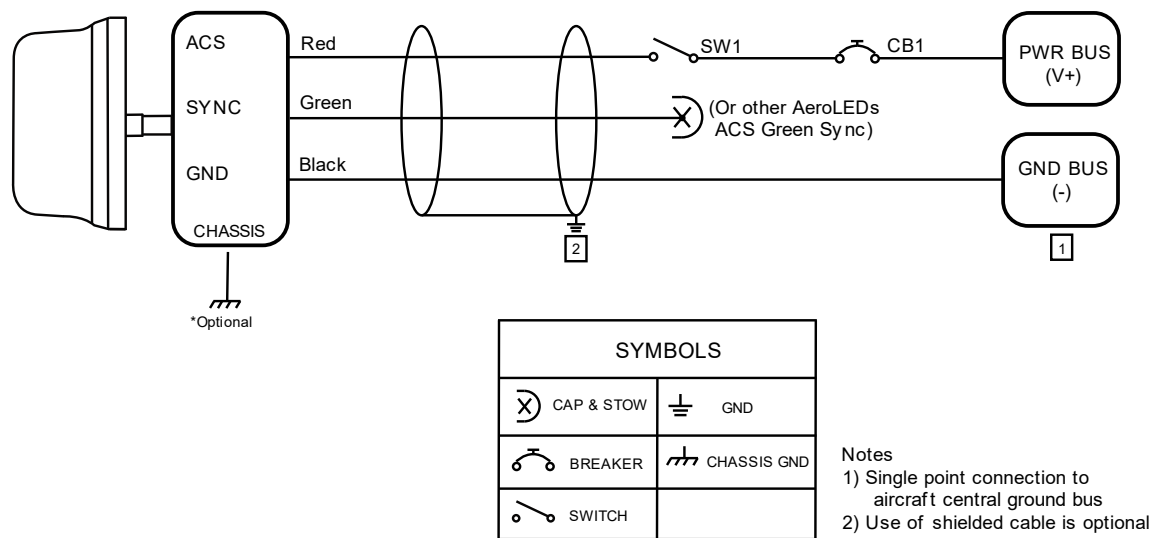 ACS
Red
SW1
CB1
PWR BUS
(V+)
SYNC
Green
(Or other AeroLEDs
ACS Green Sync)
GND
Black
GND BUS
(-)
CHASSIS
2
1
*Optional
SYMBOLS
CAP & STOW
GND
BREAKER
CHASSIS GND
SWITCH
Notes
1) Single point connection to
aircraft central ground bus
2) Use of shielded cable is optional